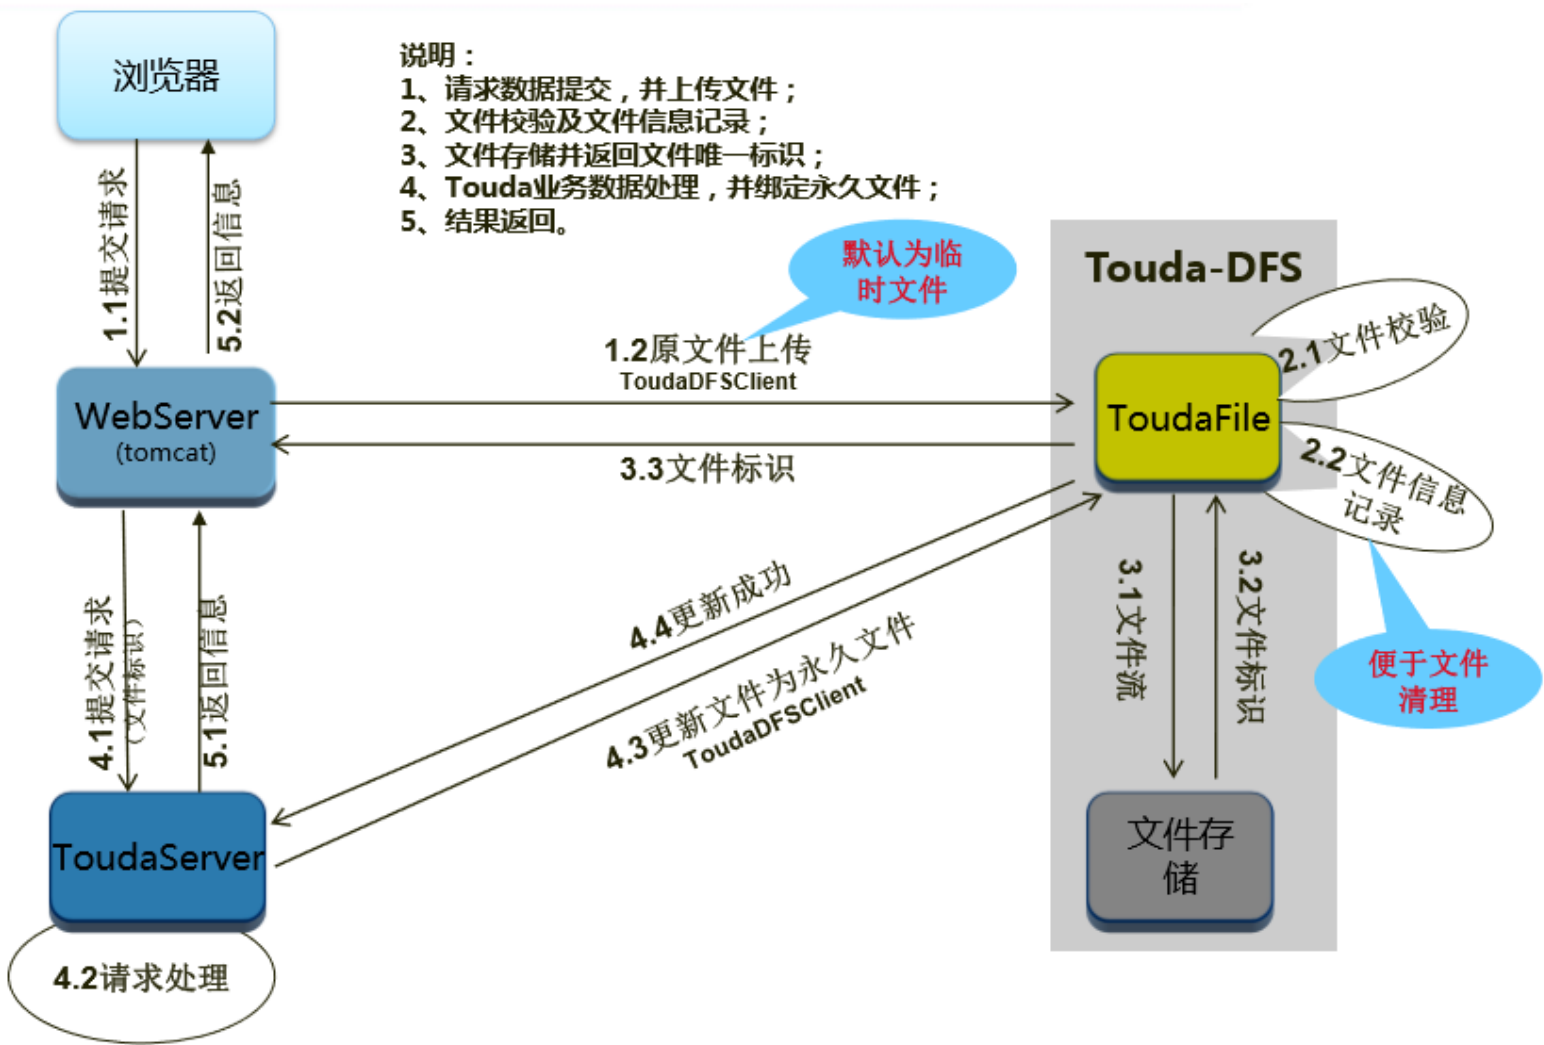 浏览器
说明：
1、请求数据提交，并上传文件；
2、文件校验及文件信息记录；
3、文件存储并返回文件唯一标识；
4、Touda业务数据处理，并绑定永久文件；
5、结果返回。
1.1提交请求
5.2返回信息
默认为临
时文件
Touda-DFS
1.2原文件上传
ToudaDFSClient
2.1文件校验
WebServer
(tomcat)
ToudaFile
3.3文件标识
2.2文件信息
记录
4.1提交请求
（文件标识）
5.1返回信息
4.4更新成功
4.3更新文件为永久文件
ToudaDFSClient
3.1文件流
3.2文件标识
便于文件
清理
ToudaServer
文件存
储
4.2请求处理